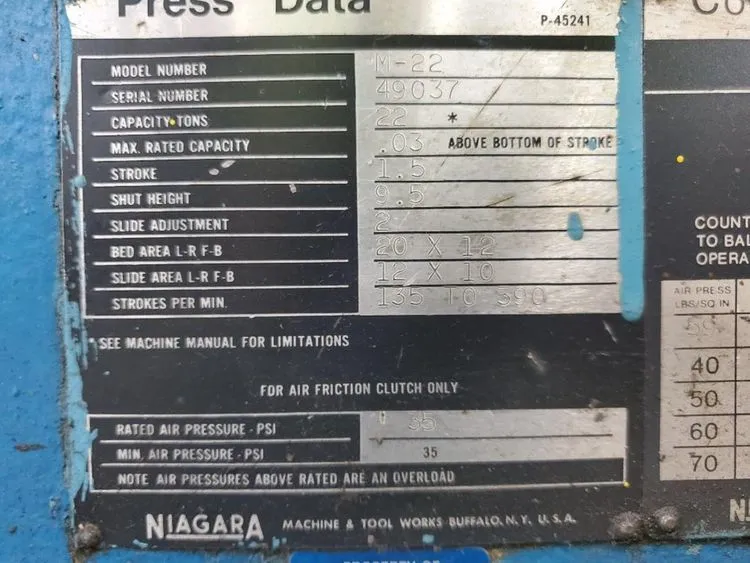 Press Data
P-45241
MODEL NUMBER M-22
SERIAL NUMBER 49037
CAPACITY-TONS 22 *
MAX. RATED CAPACITY .03 ABOVE BOTTOM OF STROKE
STROKE 1.5
SHUT HEIGHT 9.5
SLIDE ADJUSTMENT 2
BED AREA L-R F-B 20 X 12
SLIDE AREA L-R F-B 12 X 10
STROKES PER MIN. 135 TO 590
*SEE MACHINE MANUAL FOR LIMITATIONS
FOR AIR FRICTION CLUTCH ONLY
RATED AIR PRESSURE - PSI
MIN. AIR PRESSURE - PSI 35
NOTE AIR PRESSURES ABOVE RATED ARE AN OVERLOAD
NIAGARA MACHINE & TOOL WORKS BUFFALO, N.Y. U.S.A.
COUNT
TO BAL
OPERA
AIR PRESS
LBS/SQ IN
40
50
60
70